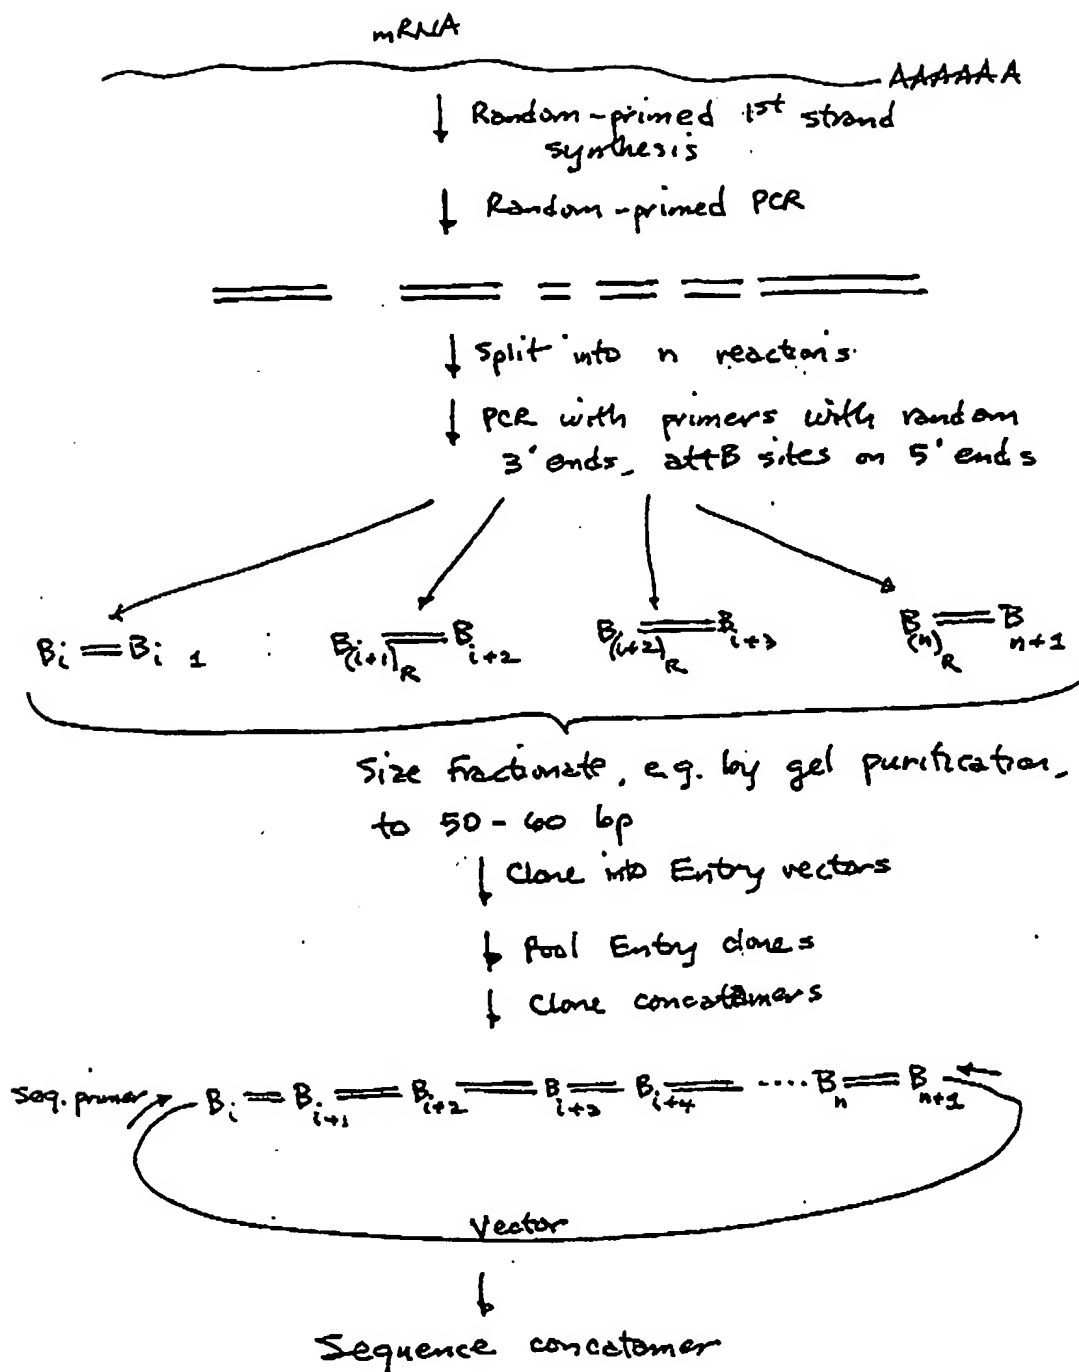 mRNA
AAAAAA
Random-primed 1st strand
synthesis
Random-primed PCR
Split into n reactions.
PCR with primers with random
3' ends, attB sites on 5' ends
Bi Bi 1 B(i+1)R Bi+2 B(i+2)R Bi+3 B(n)R Bn+1
Size fractionate, e.g. by gel purification,
to 50-60 bp
Clone into Entry vectors
Pool Entry clones
Clone concatamers
Seq. primer Bi Bi+1 Bi+2 Bi+3 Bi+4 .... Bn Bn+1
Vector
Sequence concatomer